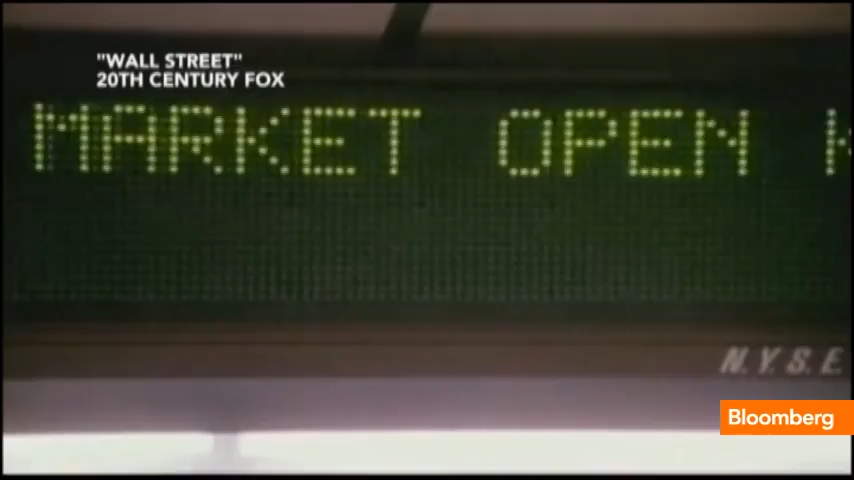 "WALL STREET"
20TH CENTURY FOX
MARKET OPEN
N.Y.S.E.
Bloomberg